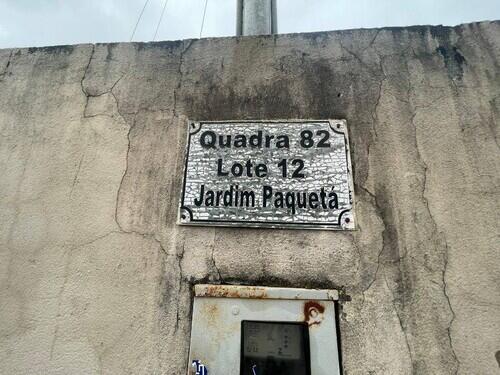 Quadra 82
Lote 12
Jardim Paquetá